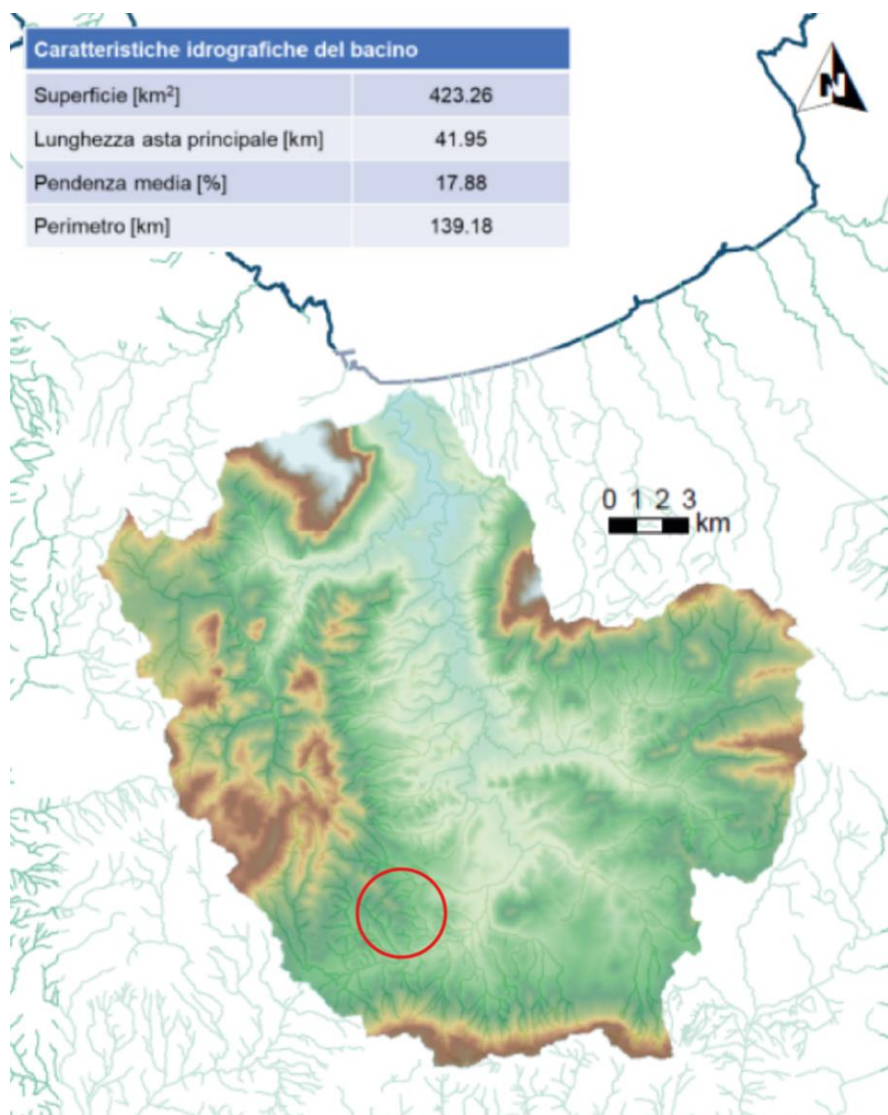 Caratteristiche idrografiche del bacino
Superficie [km²] 423.26
Lunghezza asta principale [km] 41.95
Pendenza media [%] 17.88
Perimetro [km] 139.18
N
0 1 2 3
km